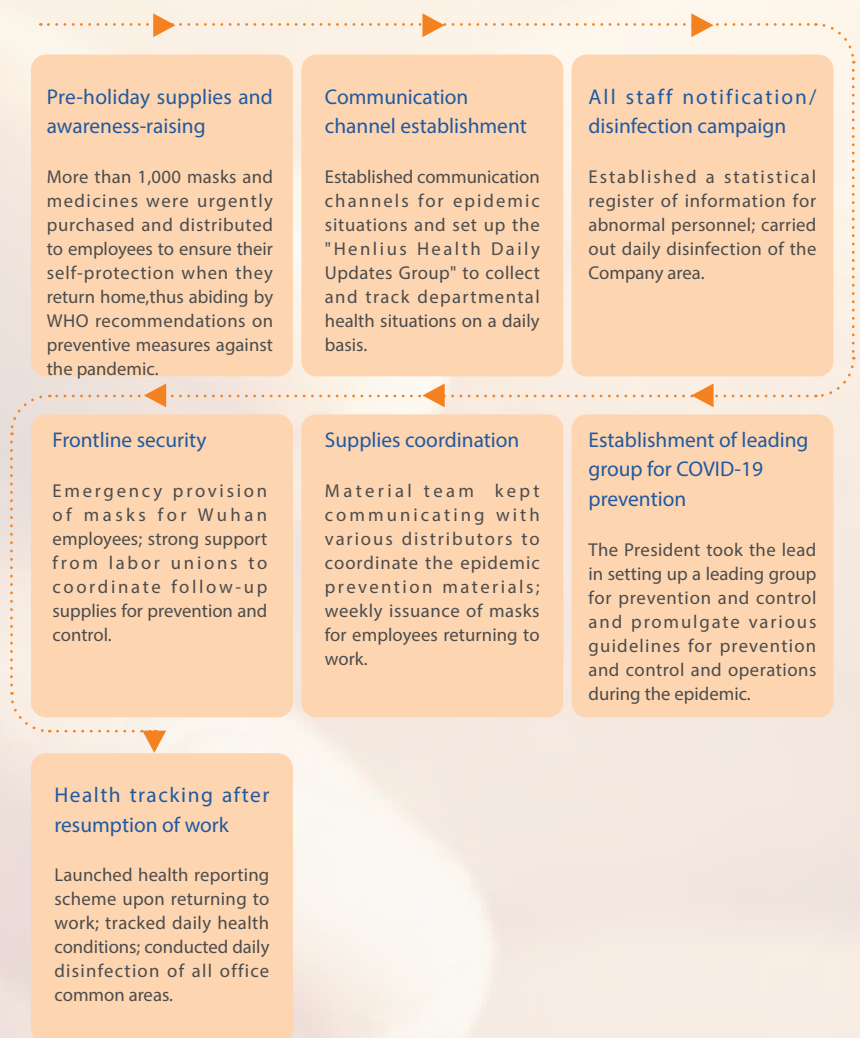 Pre-holiday supplies and
awareness-raising
More than 1,000 masks and
medicines were urgently
purchased and distributed
to employees to ensure their
self-protection when they
return home,thus abiding by
WHO recommendations on
preventive measures against
the pandemic.
Communication
channel establishment
Established communication
channels for epidemic
situations and set up the
"Henlius Health Daily
Updates Group" to collect
and track departmental
health situations on a daily
basis.
All staff notification/
disinfection campaign
Established a statistical
register of information for
abnormal personnel; carried
out daily disinfection of the
Company area.
Establishment of leading
group for COVID-19
prevention
The President took the lead
in setting up a leading group
for prevention and control
and promulgate various
guidelines for prevention
and control and operations
during the epidemic.
Supplies coordination
Material team kept
communicating with
various distributors to
coordinate the epidemic
prevention materials;
weekly issuance of masks
for employees returning to
work.
Frontline security
Emergency provision
of masks for Wuhan
employees; strong support
from labor unions to
coordinate follow-up
supplies for prevention and
control.
Health tracking after
resumption of work
Launched health reporting
scheme upon returning to
work; tracked daily health
conditions; conducted daily
disinfection of all office
common areas.